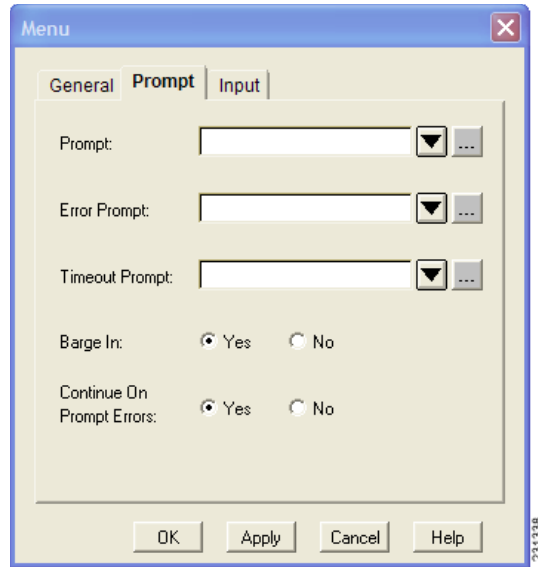 Menu
General Prompt Input
Prompt:
...
Error Prompt:
...
Timeout Prompt:
...
Barge In: Yes No
Continue On
Prompt Errors: Yes No
OK Apply Cancel Help
231338